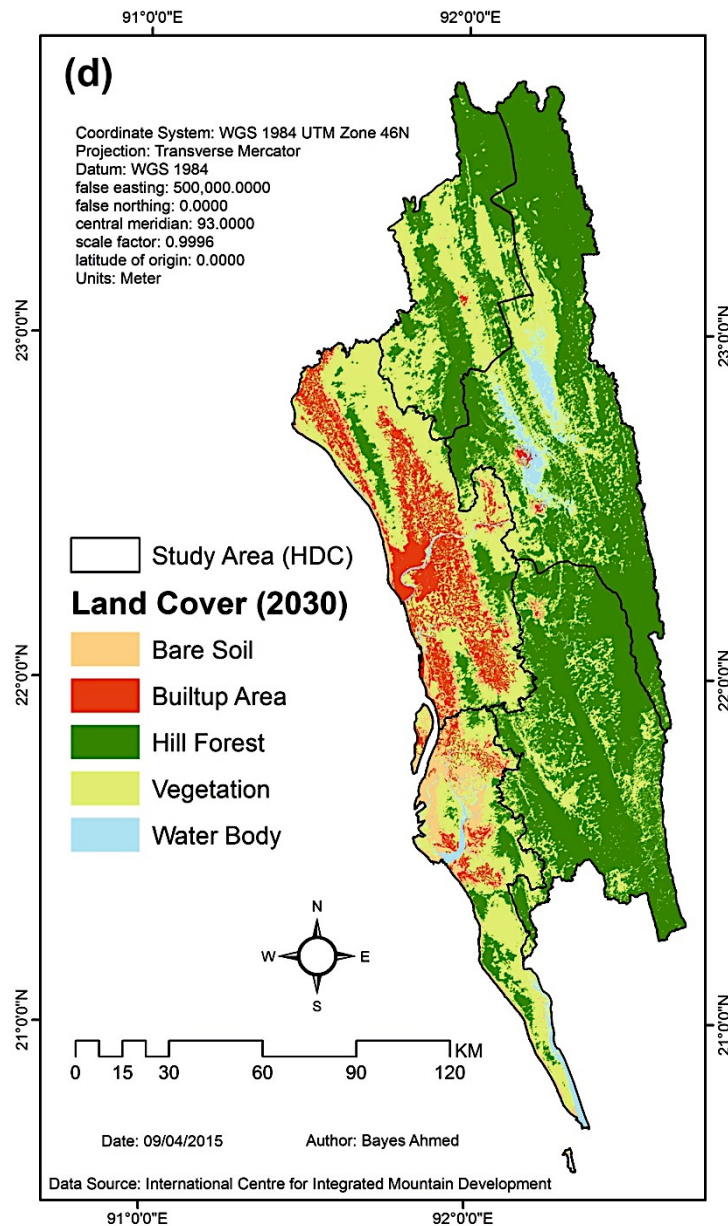 91°0'0"E
92°0'0"E
(d)
Coordinate System: WGS 1984 UTM Zone 46N
Projection: Transverse Mercator
Datum: WGS 1984
false easting: 500,000.0000
false northing: 0.0000
central meridian: 93.0000
scale factor: 0.9996
latitude of origin: 0.0000
Units: Meter
23°0'0"N
23°0'0"N
Study Area (HDC)
Land Cover (2030)
Bare Soil
Builtup Area
Hill Forest
Vegetation
Water Body
22°0'0"N
22°0'0"N
N
W
E
S
21°0'0"N
21°0'0"N
KM
0 15 30 60 90 120
Date: 09/04/2015
Author: Bayes Ahmed
Data Source: International Centre for Integrated Mountain Development
91°0'0"E
92°0'0"E